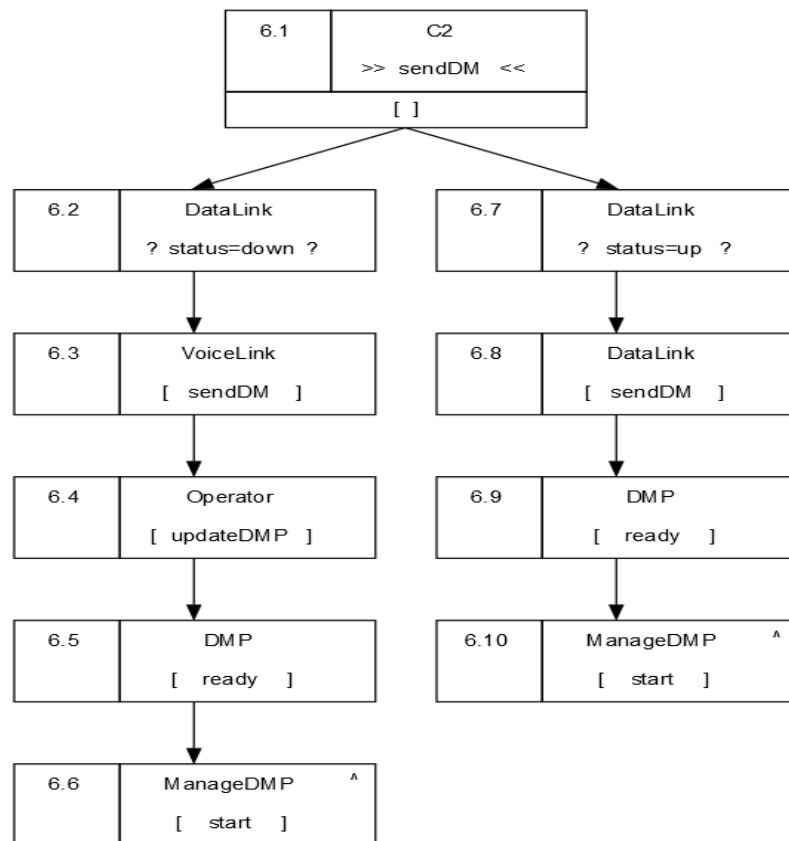 6.1 C2
>> sendDM <<
[ ]
6.2 DataLink
? status=down ?
6.7 DataLink
? status=up ?
6.3 VoiceLink
[ sendDM ]
6.8 DataLink
[ sendDM ]
6.4 Operator
[ updateDMP ]
6.9 DMP
[ ready ]
6.5 DMP
[ ready ]
6.10 ManageDMP ^
[ start ]
6.6 ManageDMP ^
[ start ]